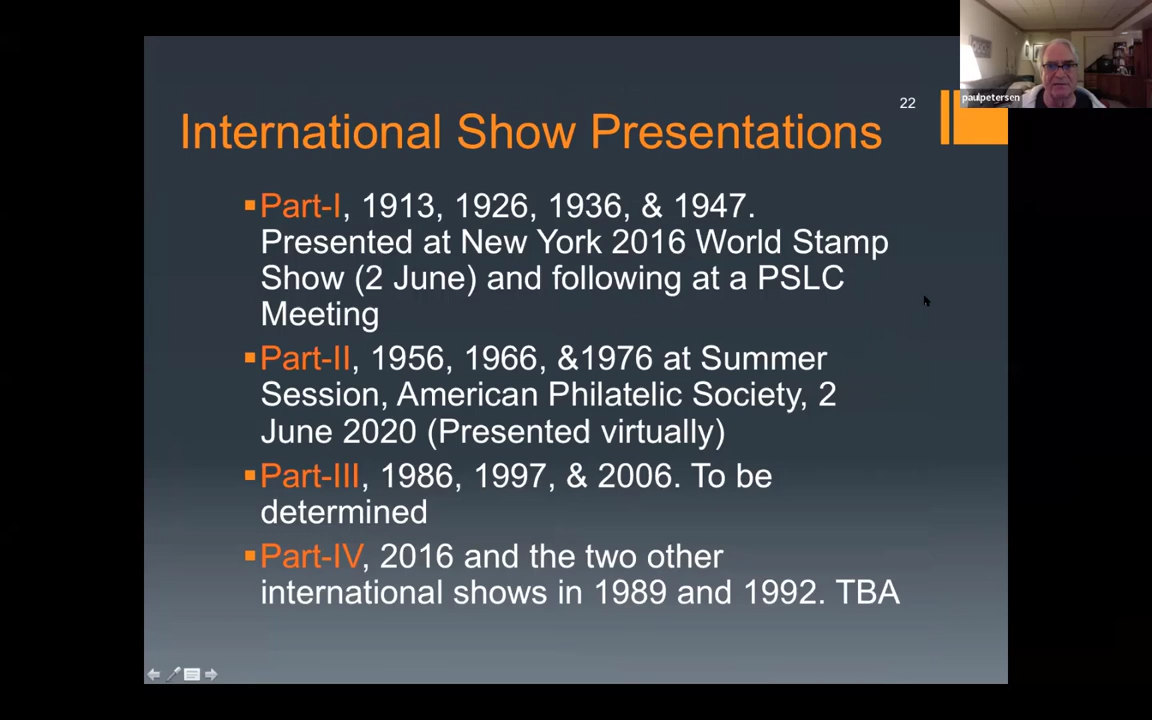 paulpetersen
22
International Show Presentations
▪Part-I, 1913, 1926, 1936, & 1947.
Presented at New York 2016 World Stamp
Show (2 June) and following at a PSLC
Meeting
▪Part-II, 1956, 1966, &1976 at Summer
Session, American Philatelic Society, 2
June 2020 (Presented virtually)
▪Part-III, 1986, 1997, & 2006. To be
determined
▪Part-IV, 2016 and the two other
international shows in 1989 and 1992. TBA